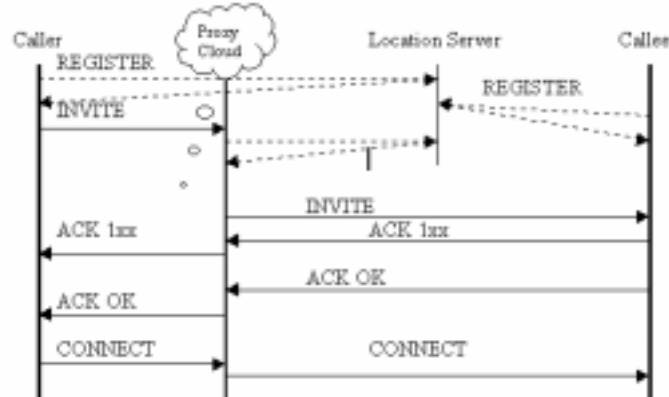 Proxy
Cloud
Caller
Location Server
Callee
REGISTER
REGISTER
INVITE
INVITE
ACK 1xx
ACK 1xx
ACK OK
ACK OK
CONNECT
CONNECT